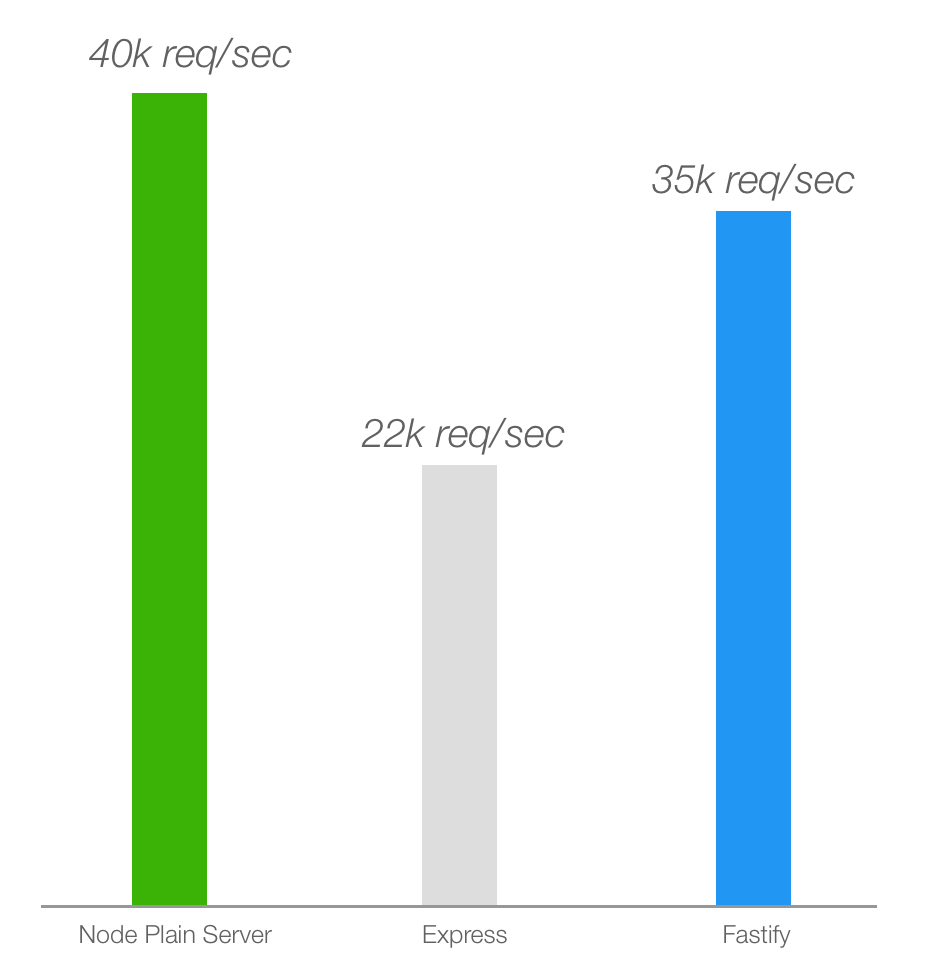 40k req/sec
35k req/sec
22k req/sec
Node Plain Server
Express
Fastify